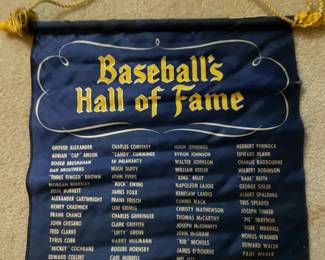 Baseball's
Hall of Fame
GROVER ALEXANDER
ADRIAN "CAP" ANSON
ROGER BRESNAHAN
DAN BROUTHERS
"THREE FINGER" BROWN
MORGAN BULKELEY
JESSE BURKETT
ALEXANDER CARTWRIGHT
HENRY CHADWICK
FRANK CHANCE
JOHN CHESBRO
FRED CLARKE
TYRUS COBB
MICKEY COCHRANE
EDWARD COLLINS
CHARLES COMISKEY
"CANDY" CUMMINGS
ED DELAHANTY
HUGH DUFFY
JOHN EVERS
"BUCK" EWING
JAMES FOXX
FRANK FRISCH
LOU GEHRIG
CHARLES GEHRINGER
CLARK GRIFFITH
"LEFTY" GROVE
HARRY HEILMANN
ROGERS HORNSBY
CARL HUBBELL
HUGH JENNINGS
BYRON JOHNSON
WALTER JOHNSON
WILLIAM KEELER
"KING" KELLY
NAPOLEON LAJOIE
KENESAW LANDIS
CONNIE MACK
CHRISTY MATHEWSON
THOMAS McCARTHY
JOSEPH McGINNITY
JOHN McGRAW
"KID" NICHOLS
JAMES O'ROURKE
HERBERT PENNOCK
EDWARD PLANK
CHARLES RADBOURNE
WILBERT ROBINSON
"BABE" RUTH
GEORGE SISLER
ALBERT SPALDING
TRIS SPEAKER
JOSEPH TINKER
"PIE" TRAYNOR
"RUBE" WADDELL
HONUS WAGNER
EDWARD WALSH
PAUL WANER